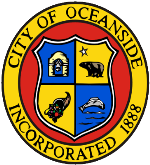 CITY OF OCEANSIDE
INCORPORATED 1888